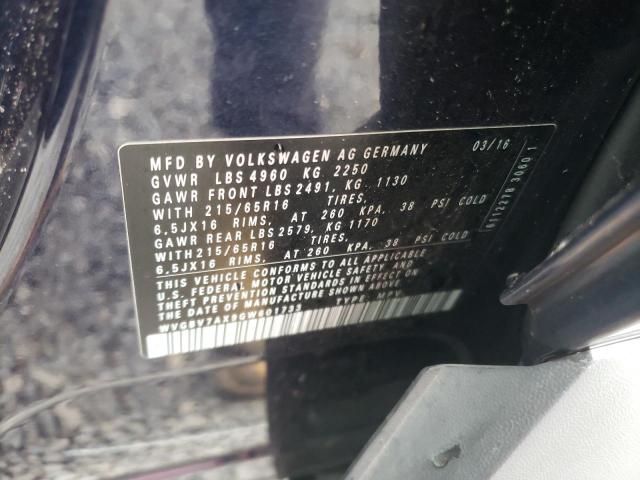 MFD BY VOLKSWAGEN AG GERMANY 03/16
GVWR LBS 4960 KG 2250
GAWR FRONT LBS 2491, KG 1130
WITH 215/65R16 TIRES,
6.5JX16 RIMS, AT 260 KPA, 38 PSI COLD
GAWR REAR LBS 2579, KG 1170
WITH 215/65R16 TIRES,
6.5JX16 RIMS, AT 260 KPA, 38 PSI COLD
THIS VEHICLE CONFORMS TO ALL APPLICABLE
U.S. FEDERAL MOTOR VEHICLE SAFETY AND
THEFT PREVENTION STANDARDS IN EFFECT ON
DATE OF MANUFACTURE SHOWN ABOVE
TYPE: MPV